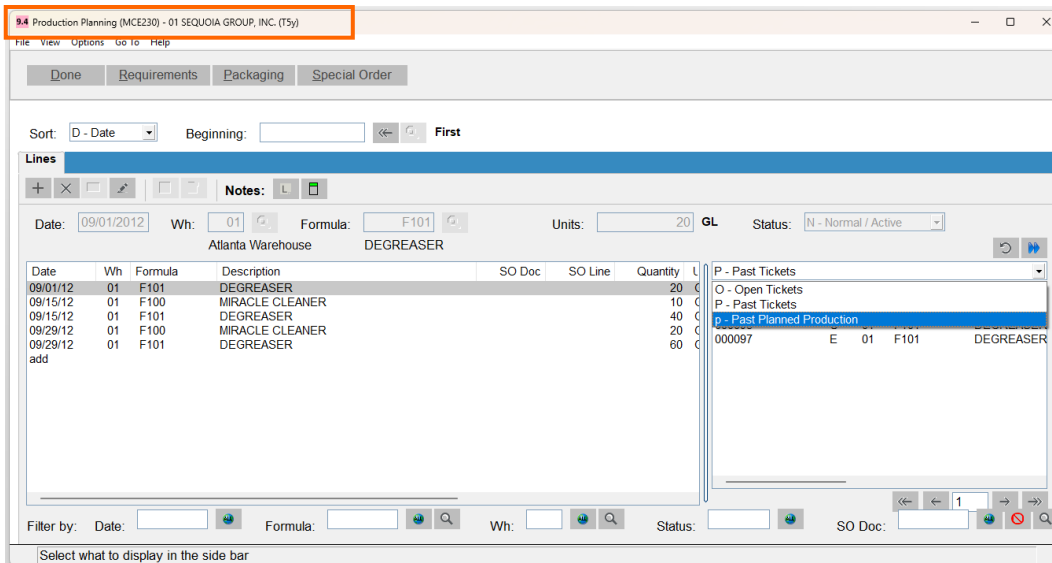 9.4 Production Planning (MCE230) - 01 SEQUOIA GROUP, INC. (T5y)
File View Options Go To Help
Done Requirements Packaging Special Order
Sort: D - Date Beginning: First
Lines
Notes: L
Date: 09/01/2012 Wh: 01 Formula: F101 Units: 20 GL Status: N - Normal / Active
Atlanta Warehouse DEGREASER
Date Wh Formula Description SO Doc SO Line Quantity U
09/01/12 01 F101 DEGREASER 20
09/15/12 01 F100 MIRACLE CLEANER 10
09/15/12 01 F101 DEGREASER 40
09/29/12 01 F100 MIRACLE CLEANER 20
09/29/12 01 F101 DEGREASER 60
add
P - Past Tickets
O - Open Tickets
P - Past Tickets
p - Past Planned Production
000097 E 01 F101 DEGREASER
1
Filter by: Date: Formula: Wh: Status: SO Doc:
Select what to display in the side bar